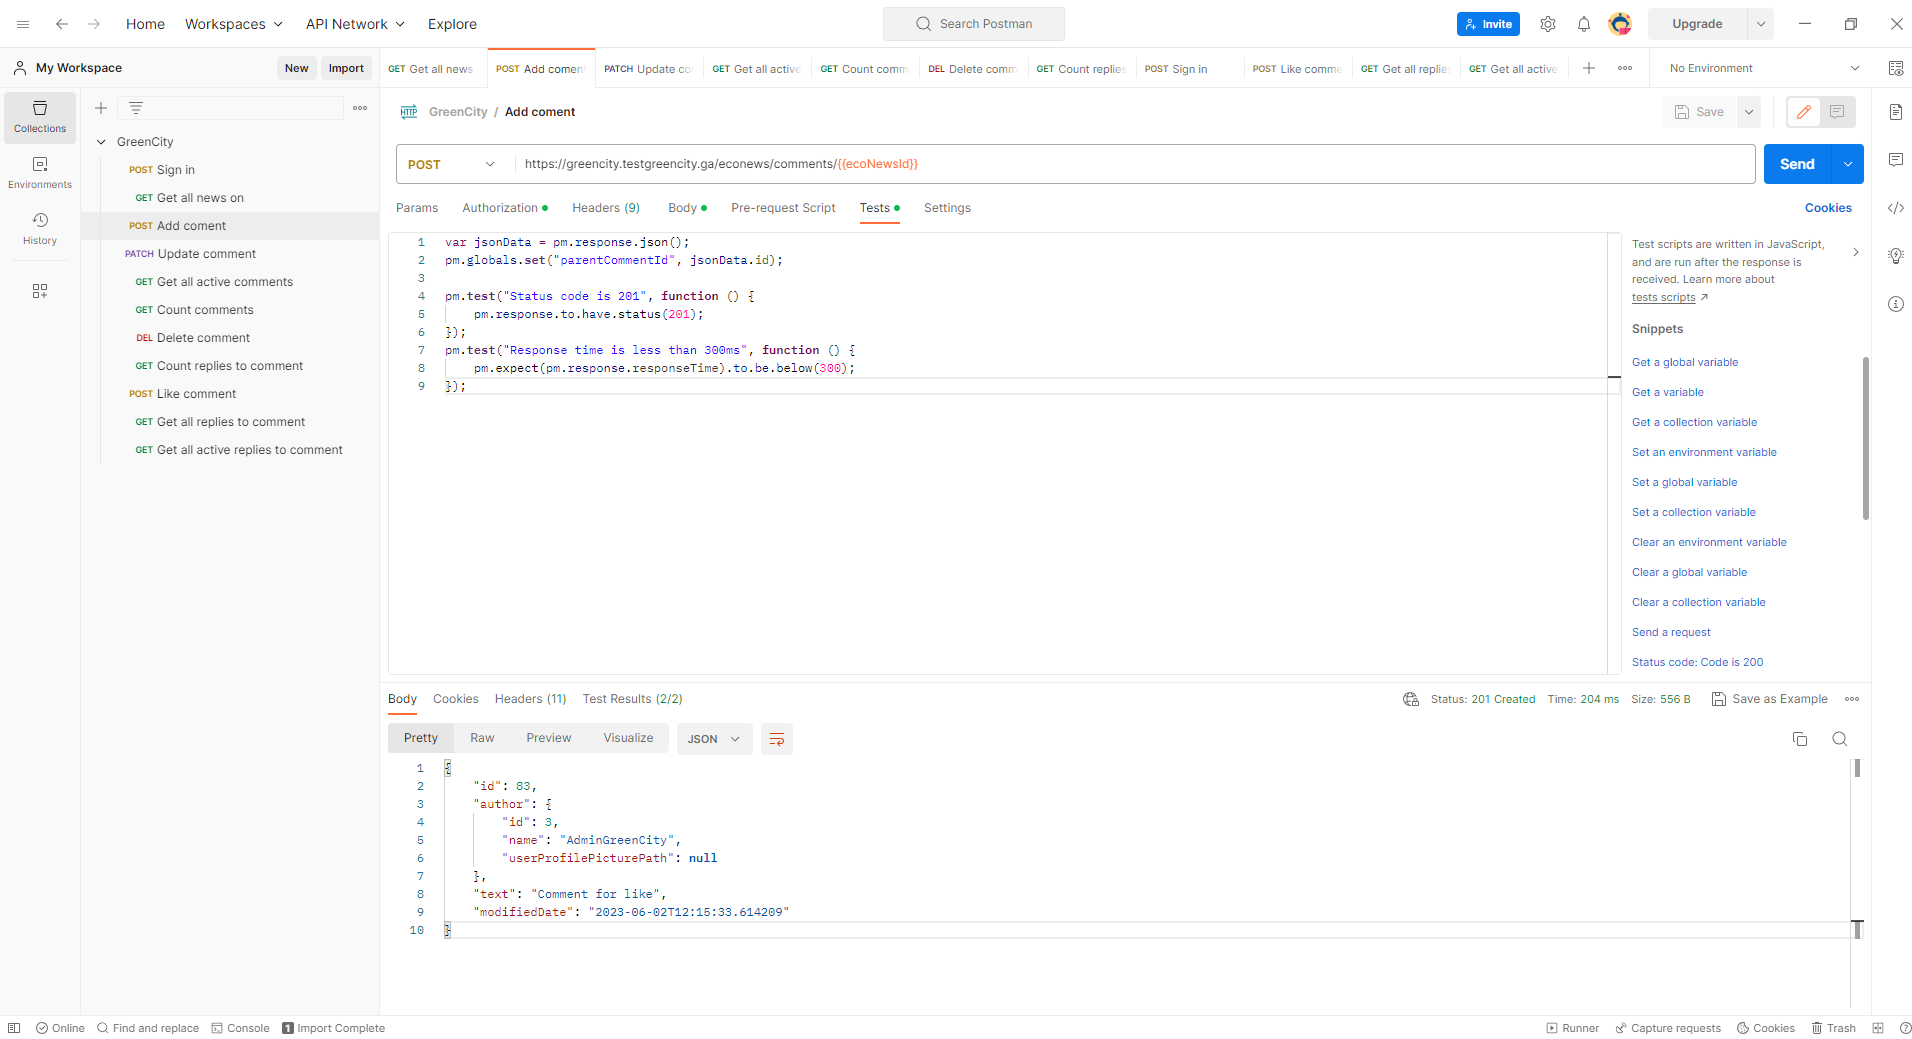 Home Workspaces API Network Explore Search Postman Invite Upgrade
My Workspace New Import
GET Get all news POST Add comen PATCH Update co GET Get all active GET Count comm DEL Delete comm GET Count replies POST Sign in POST Like comme GET Get all replie GET Get all active No Environment
Collections
Environments
History
GreenCity
POST Sign in
GET Get all news on
POST Add coment
PATCH Update comment
GET Get all active comments
GET Count comments
DEL Delete comment
GET Count replies to comment
POST Like comment
GET Get all replies to comment
GET Get all active replies to comment
HTTP GreenCity / Add coment Save
POST https://greencity.testgreencity.ga/econews/comments/{{ecoNewsId}} Send
Params Authorization Headers (9) Body Pre-request Script Tests Settings Cookies
1 var jsonData = pm.response.json();
2 pm.globals.set("parentCommentId", jsonData.id);
3
4 pm.test("Status code is 201", function () {
5 pm.response.to.have.status(201);
6 });
7 pm.test("Response time is less than 300ms", function () {
8 pm.expect(pm.response.responseTime).to.be.below(300);
9 });
Test scripts are written in JavaScript,
and are run after the response is
received. Learn more about
tests scripts ↗
Snippets
Get a global variable
Get a variable
Get a collection variable
Set an environment variable
Set a global variable
Set a collection variable
Clear an environment variable
Clear a global variable
Clear a collection variable
Send a request
Status code: Code is 200
Body Cookies Headers (11) Test Results (2/2) Status: 201 Created Time: 204 ms Size: 556 B Save as Example
Pretty Raw Preview Visualize JSON
1 {
2 "id": 83,
3 "author": {
4 "id": 3,
5 "name": "AdminGreenCity",
6 "userProfilePicturePath": null
7 },
8 "text": "Comment for like",
9 "modifiedDate": "2023-06-02T12:15:33.614209"
10 }
Online Find and replace Console 1 Import Complete Runner Capture requests Cookies Trash